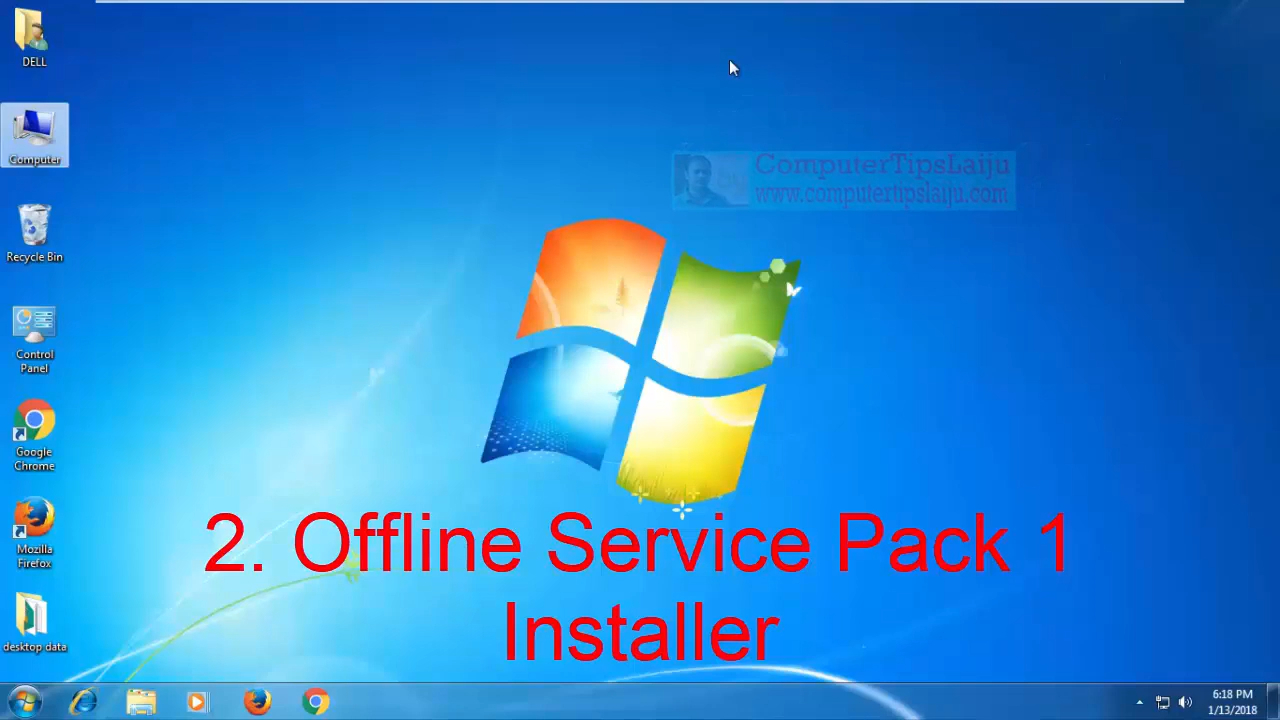 DELL
Computer
Recycle Bin
Control
Panel
Google
Chrome
Mozilla
Firefox
desktop data
ComputerTipsLaiju
www.computertipslaiju.com
2. Offline Service Pack 1
Installer
6:18 PM
1/13/2018